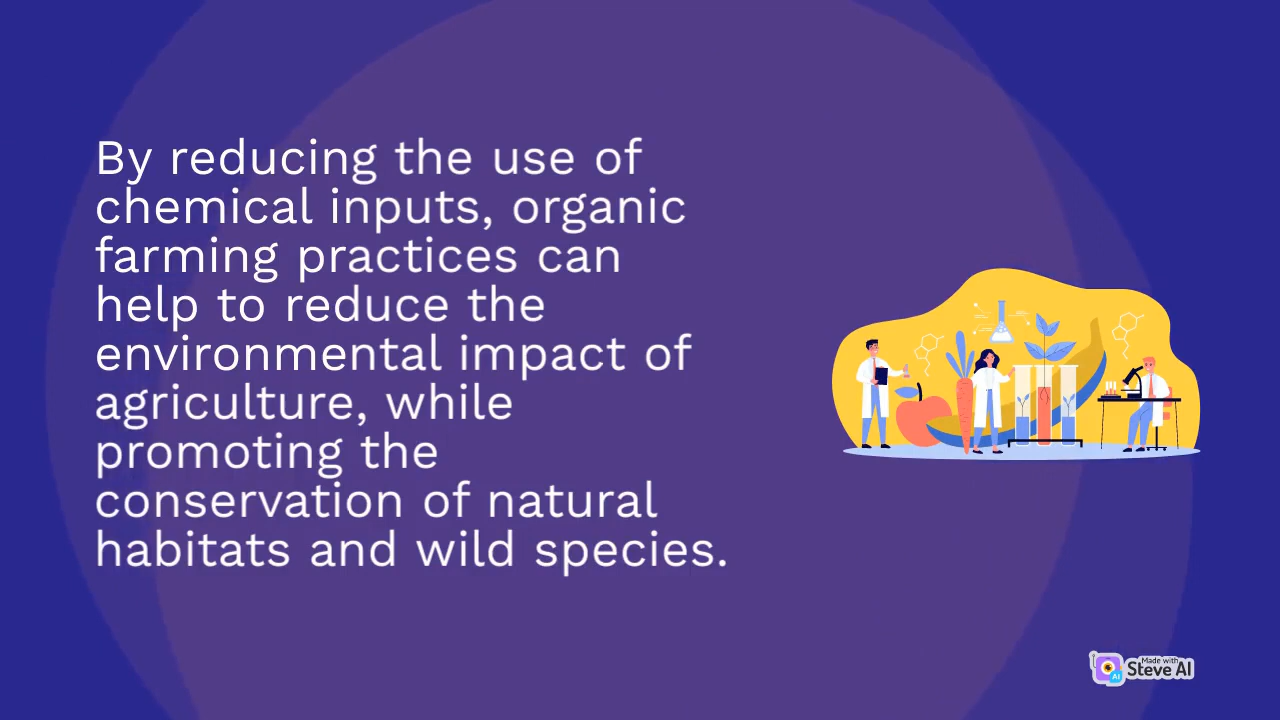 By reducing the use of
chemical inputs, organic
farming practices can
help to reduce the
environmental impact of
agriculture, while
promoting the
conservation of natural
habitats and wild species.
Made with
Steve AI
AI